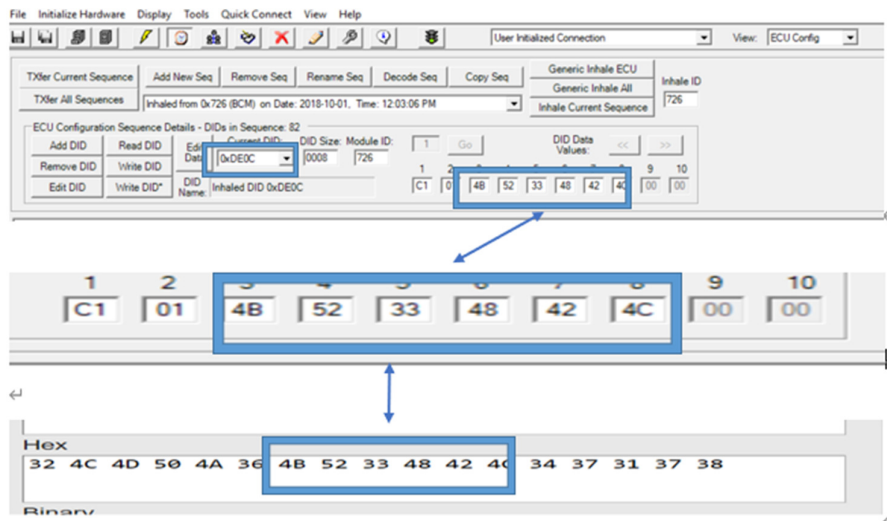 File Initialize Hardware Display Tools Quick Connect View Help
User Initialized Connection View: ECU Config
TXfer Current Sequence Add New Seq Remove Seq Rename Seq Decode Seq Copy Seq Generic Inhale ECU Inhale ID
Generic Inhale All
TXfer All Sequences Inhaled from 0x726 (BCM) on Date: 2018-10-01, Time: 12:03:06 PM Inhale Current Sequence 726
ECU Configuration Sequence Details - DIDs in Sequence: 82
Add DID Read DID Current DID: DID Size: Module ID: 1 Go DID Data Values: << >>
Remove DID Write DID Data 0xDE0C 0008 726
1 9 10
Edit DID Write DID* DID Name: Inhaled DID 0xDE0C C1 4B 52 33 48 42 00 00
1 2 9 10
C1 01 4B 52 33 48 42 4C 00 00
Hex
32 4C 4D 50 4A 36 4B 52 33 48 42 4C 34 37 31 37 38
Binary